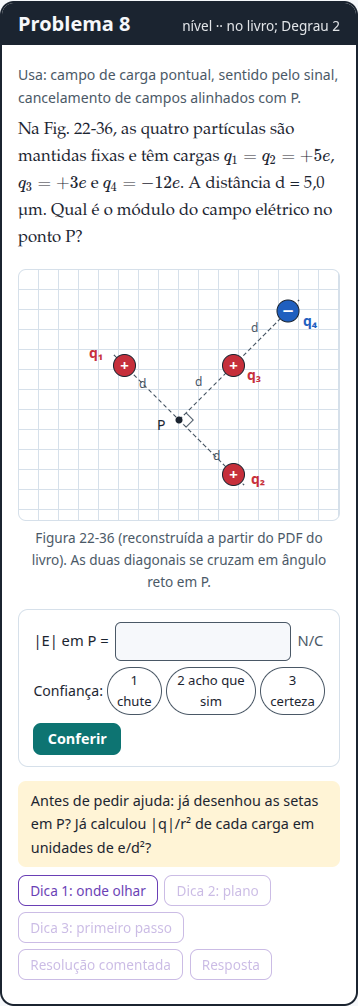 Problema 8
nível ·· no livro; Degrau 2
Usa: campo de carga pontual, sentido pelo sinal,
cancelamento de campos alinhados com P.
Na Fig. 22-36, as quatro partículas são
mantidas fixas e têm cargas q₁ = q₂ = +5e,
q₃ = +3e e q₄ = −12e. A distância d = 5,0
µm. Qual é o módulo do campo elétrico no
ponto P?
−
d
q₄
q₁
+
d
d
+
q₃
P
d
+
q₂
Figura 22-36 (reconstruída a partir do PDF do
livro). As duas diagonais se cruzam em ângulo
reto em P.
|E| em P =
N/C
Confiança:
1
chute
2 acho que
sim
3
certeza
Conferir
Antes de pedir ajuda: já desenhou as setas
em P? Já calculou |q|/r² de cada carga em
unidades de e/d²?
Dica 1: onde olhar
Dica 2: plano
Dica 3: primeiro passo
Resolução comentada
Resposta